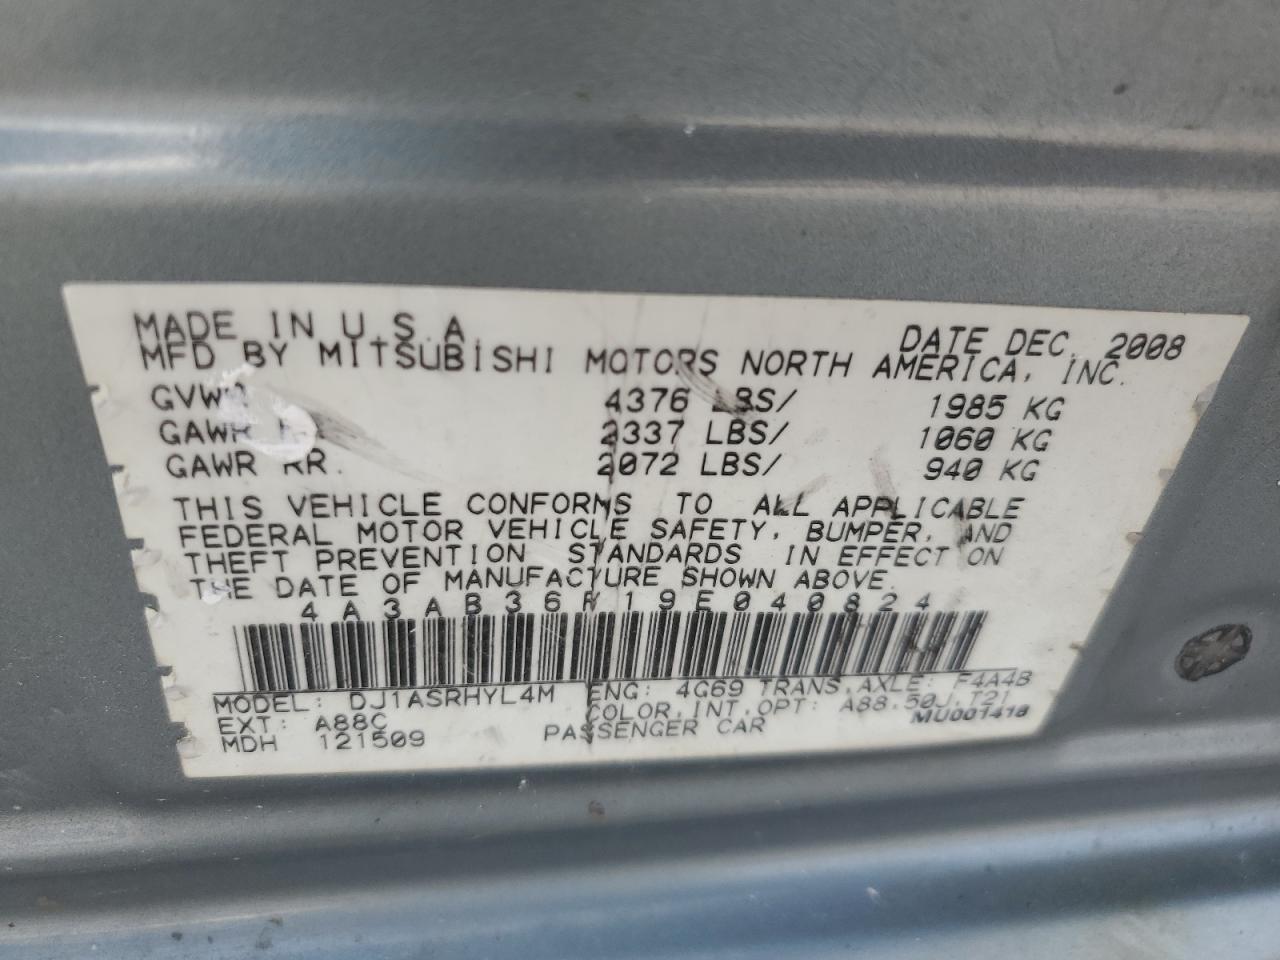 MADE IN U.S.A. DATE DEC. 2008
MFD BY MITSUBISHI MOTORS NORTH AMERICA, INC.
4376 LBS/ 1985 KG
GAWR 2337 LBS/ 1060 KG
GAWR RR. 2072 LBS/ 940 KG
THIS VEHICLE CONFORMS TO ALL APPLICABLE
FEDERAL MOTOR VEHICLE SAFETY, BUMPER, AND
THEFT PREVENTION STANDARDS IN EFFECT ON
THE DATE OF MANUFACTURE SHOWN ABOVE.
MODEL: DJ1ASRHYL4M ENG: 4G69 TRANS,AXLE: F4A4B
EXT: A88C COLOR,INT,OPT: A88,50J,T21
MDH 121509 PASSENGER CAR MU001418